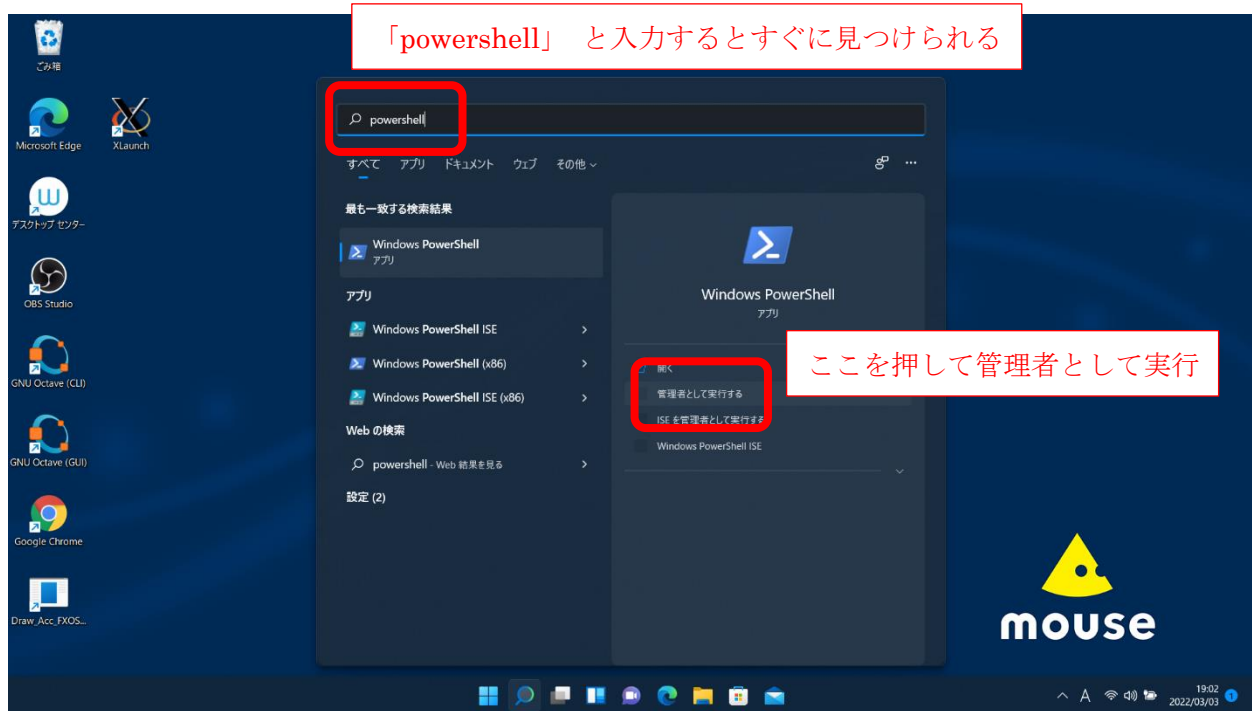 「powershell」 と入力するとすぐに見つけられる
ごみ箱
Microsoft Edge
XLaunch
デスクトップ センター
OBS Studio
GNU Octave (CLI)
GNU Octave (GUI)
Google Chrome
Draw_Acc_FXOS...
powershell
すべて アプリ ドキュメント ウェブ その他
最も一致する検索結果
Windows PowerShell
アプリ
アプリ
Windows PowerShell ISE
Windows PowerShell (x86)
Windows PowerShell ISE (x86)
Web の検索
powershell - Web 結果を見る
設定 (2)
Windows PowerShell
アプリ
ここを押して管理者として実行
開く
管理者として実行する
ISE を管理者として実行する
Windows PowerShell ISE
mouse
A
19:02
2022/03/03
1